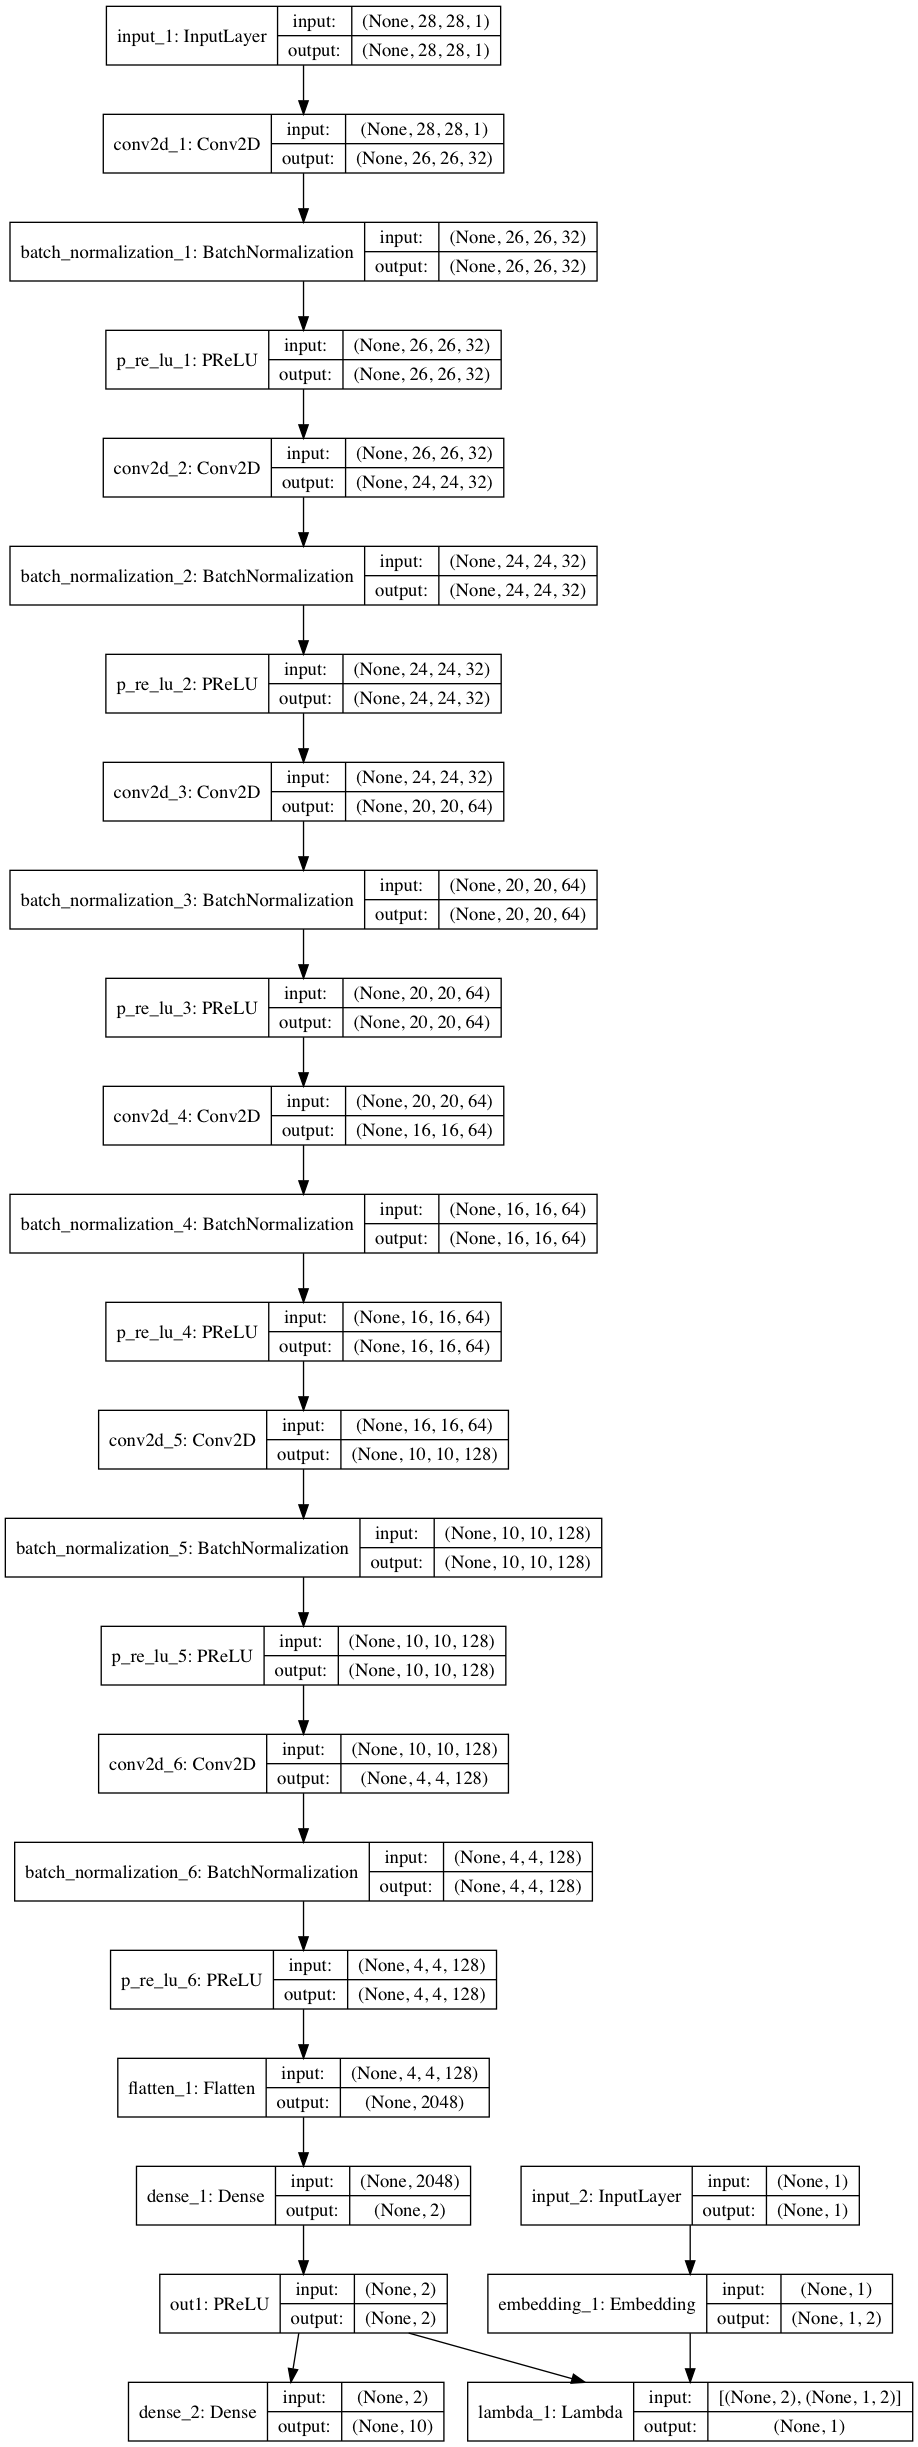 input_1: InputLayer input: (None, 28, 28, 1)
output: (None, 28, 28, 1)
conv2d_1: Conv2D input: (None, 28, 28, 1)
output: (None, 26, 26, 32)
batch_normalization_1: BatchNormalization input: (None, 26, 26, 32)
output: (None, 26, 26, 32)
p_re_lu_1: PReLU input: (None, 26, 26, 32)
output: (None, 26, 26, 32)
conv2d_2: Conv2D input: (None, 26, 26, 32)
output: (None, 24, 24, 32)
batch_normalization_2: BatchNormalization input: (None, 24, 24, 32)
output: (None, 24, 24, 32)
p_re_lu_2: PReLU input: (None, 24, 24, 32)
output: (None, 24, 24, 32)
conv2d_3: Conv2D input: (None, 24, 24, 32)
output: (None, 20, 20, 64)
batch_normalization_3: BatchNormalization input: (None, 20, 20, 64)
output: (None, 20, 20, 64)
p_re_lu_3: PReLU input: (None, 20, 20, 64)
output: (None, 20, 20, 64)
conv2d_4: Conv2D input: (None, 20, 20, 64)
output: (None, 16, 16, 64)
batch_normalization_4: BatchNormalization input: (None, 16, 16, 64)
output: (None, 16, 16, 64)
p_re_lu_4: PReLU input: (None, 16, 16, 64)
output: (None, 16, 16, 64)
conv2d_5: Conv2D input: (None, 16, 16, 64)
output: (None, 10, 10, 128)
batch_normalization_5: BatchNormalization input: (None, 10, 10, 128)
output: (None, 10, 10, 128)
p_re_lu_5: PReLU input: (None, 10, 10, 128)
output: (None, 10, 10, 128)
conv2d_6: Conv2D input: (None, 10, 10, 128)
output: (None, 4, 4, 128)
batch_normalization_6: BatchNormalization input: (None, 4, 4, 128)
output: (None, 4, 4, 128)
p_re_lu_6: PReLU input: (None, 4, 4, 128)
output: (None, 4, 4, 128)
flatten_1: Flatten input: (None, 4, 4, 128)
output: (None, 2048)
dense_1: Dense input: (None, 2048)
output: (None, 2)
input_2: InputLayer input: (None, 1)
output: (None, 1)
out1: PReLU input: (None, 2)
output: (None, 2)
embedding_1: Embedding input: (None, 1)
output: (None, 1, 2)
dense_2: Dense input: (None, 2)
output: (None, 10)
lambda_1: Lambda input: [(None, 2), (None, 1, 2)]
output: (None, 1)